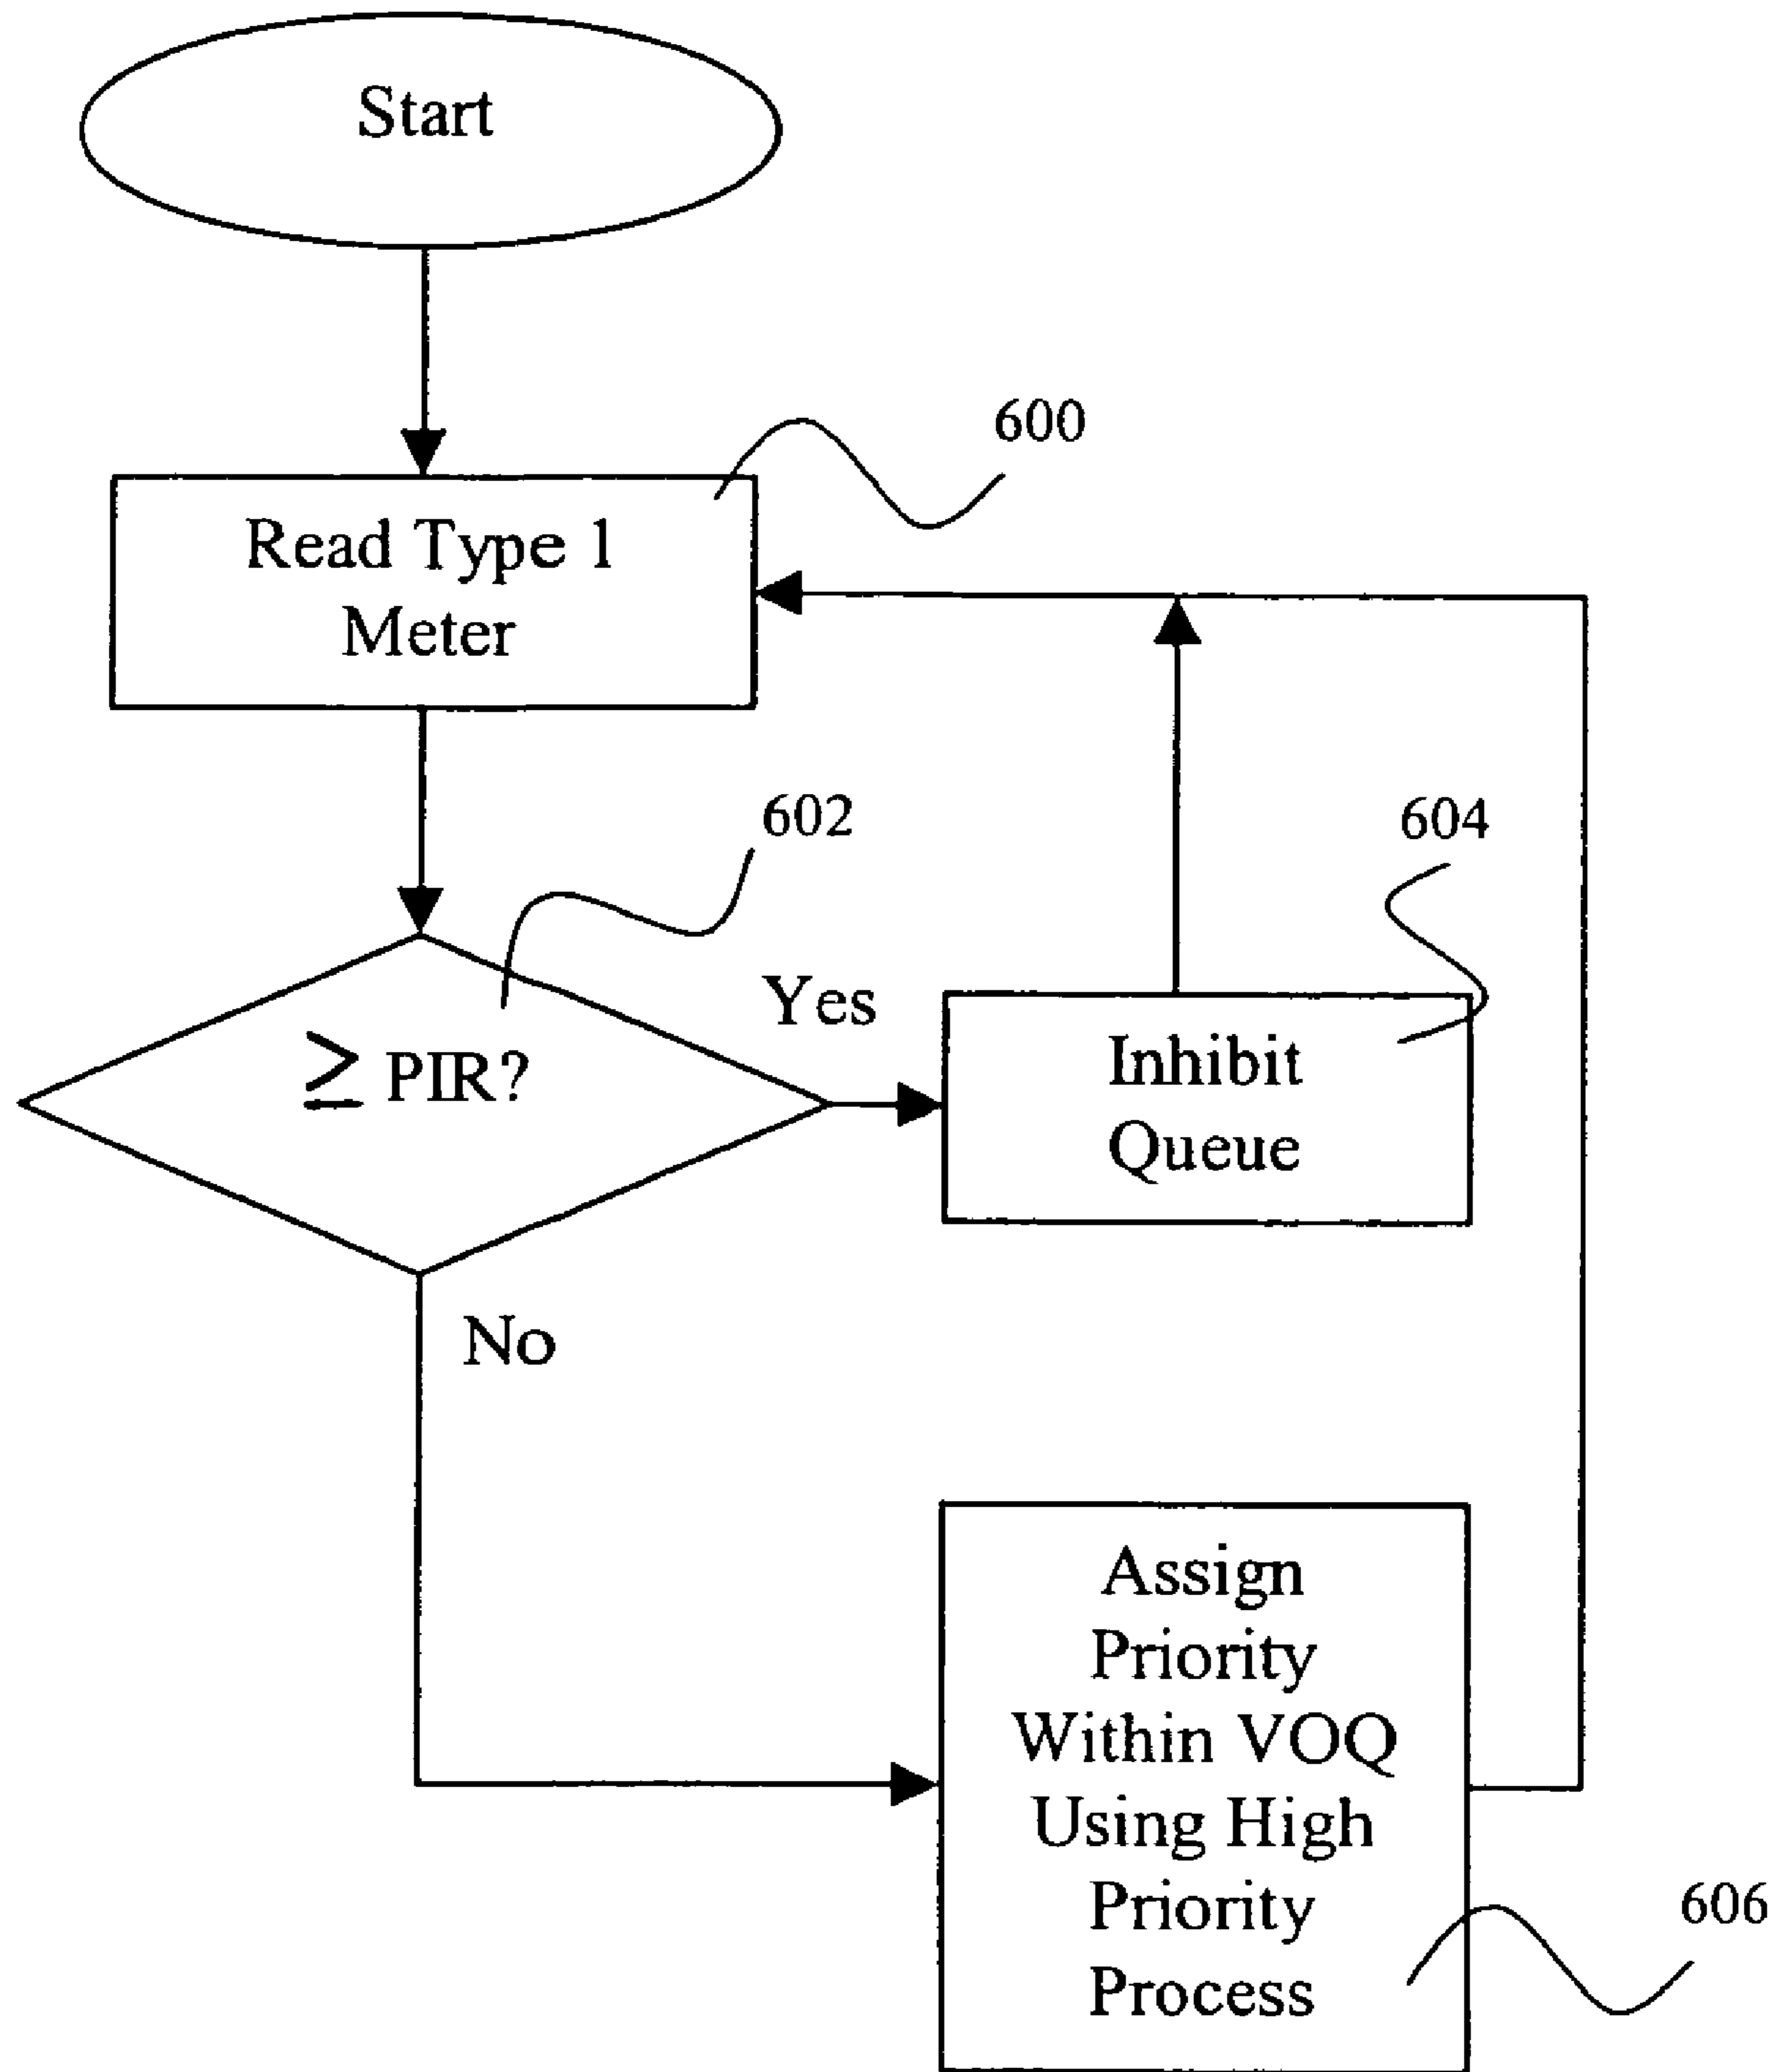 Start
600
Read Type 1
Meter
602
604
Yes
≥ PIR?
Inhibit
Queue
No
Assign
Priority
Within VOQ
Using High
Priority
Process
606